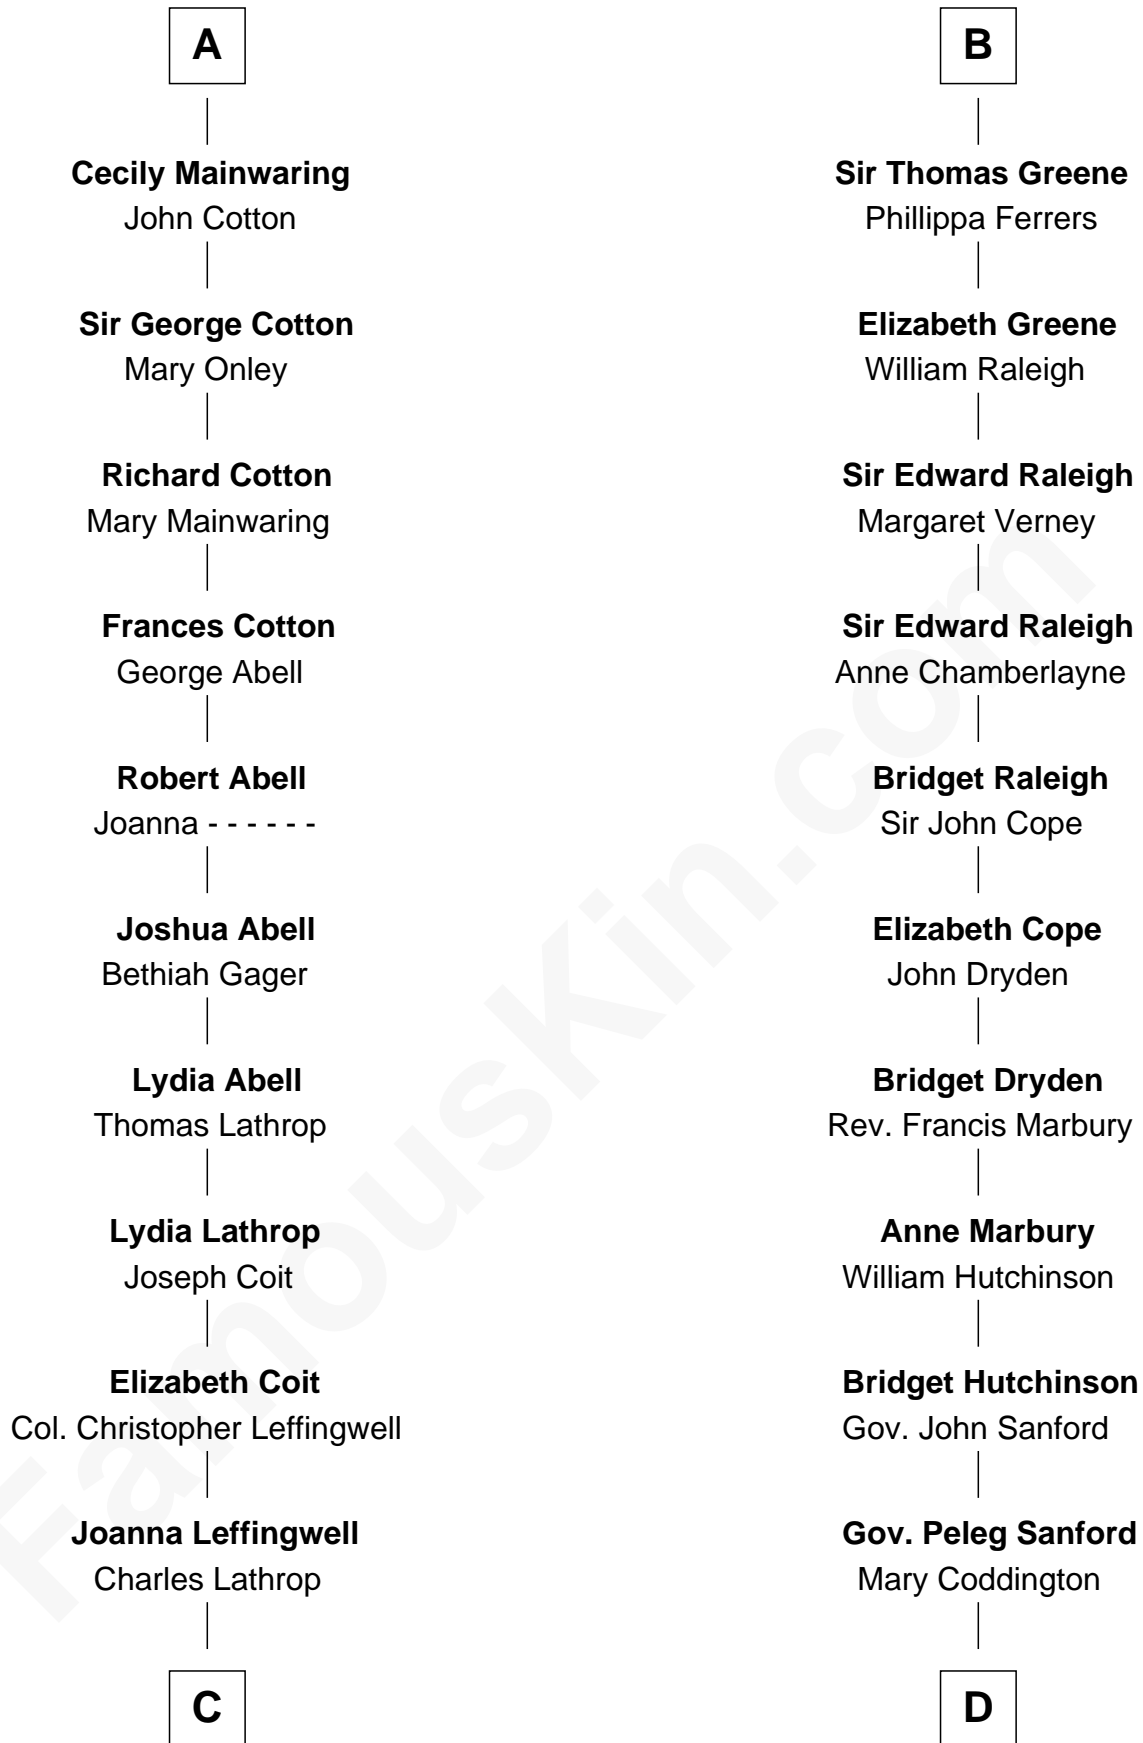 A
Cecily Mainwaring
John Cotton
Sir George Cotton
Mary Onley
Richard Cotton
Mary Mainwaring
Frances Cotton
George Abell
Robert Abell
Joanna - - - - - -
Joshua Abell
Bethiah Gager
Lydia Abell
Thomas Lathrop
Lydia Lathrop
Joseph Coit
Elizabeth Coit
Col. Christopher Leffingwell
Joanna Leffingwell
Charles Lathrop
C
B
Sir Thomas Greene
Phillippa Ferrers
Elizabeth Greene
William Raleigh
Sir Edward Raleigh
Margaret Verney
Sir Edward Raleigh
Anne Chamberlayne
Bridget Raleigh
Sir John Cope
Elizabeth Cope
John Dryden
Bridget Dryden
Rev. Francis Marbury
Anne Marbury
William Hutchinson
Bridget Hutchinson
Gov. John Sanford
Gov. Peleg Sanford
Mary Coddington
D
FamousKin.com